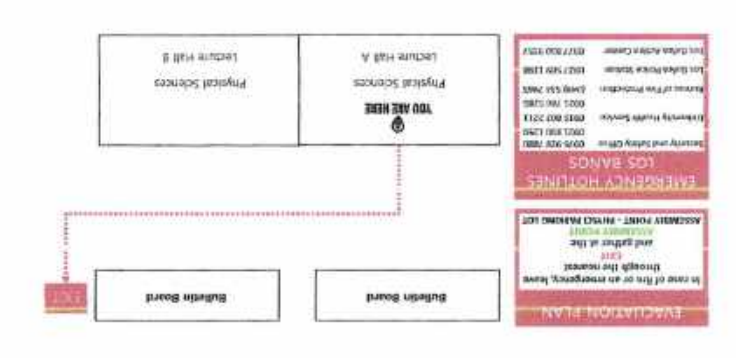 EVACUATION PLAN
In case of fire or an emergency, leave
through the nearest
EXIT
and gather at the
ASSEMBLY POINT
ASSEMBLY POINT - PHYSCI PARKING LOT
EMERGENCY HOTLINES
LOS BANOS
Security and Safety Office
University Health Service
Bureau of Fire Protection
Los Baños Police Station
Los Baños Action Center
Bulletin Board
Bulletin Board
EXIT
YOU ARE HERE
Physical Sciences
Lecture Hall A
Physical Sciences
Lecture Hall B